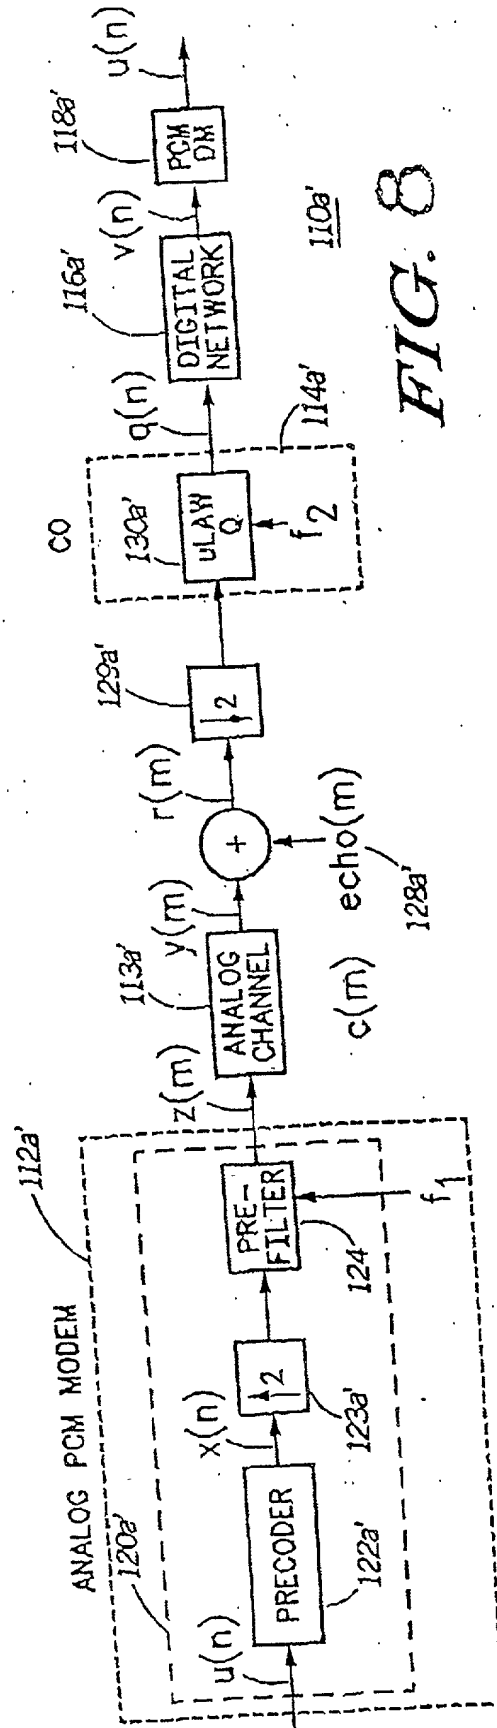 ANALOG PCM MODEM
112a'
120a'
u(n)
PRECODER
122a'
x(n)
2
123a'
PRE-
FILTER
124
f1
z(m)
113a'
ANALOG
CHANNEL
c(m)
y(m)
+
echo(m)
128a'
r(m)
129a'
2
CO
130a'
uLAW
Q
f2
114a'
q(n)
116a'
DIGITAL
NETWORK
v(n)
118a'
PCM
DM
u(n)
110a'
FIG. 8